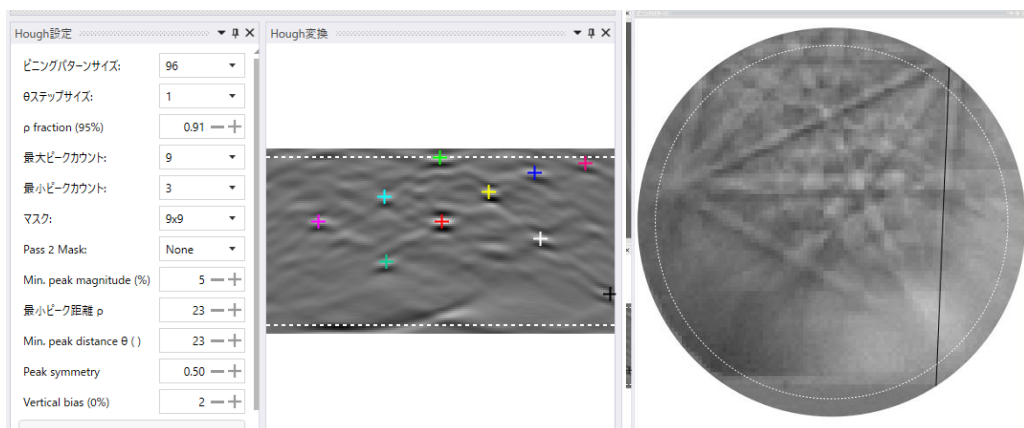 Hough設定
ビニングパターンサイズ: 96
θステップサイズ: 1
ρ fraction (95%) 0.91
最大ピークカウント: 9
最小ピークカウント: 3
マスク: 9x9
Pass 2 Mask: None
Min. peak magnitude (%) 5
最小ピーク距離 ρ 23
Min. peak distance θ ( ) 23
Peak symmetry 0.50
Vertical bias (0%) 2
Hough変換